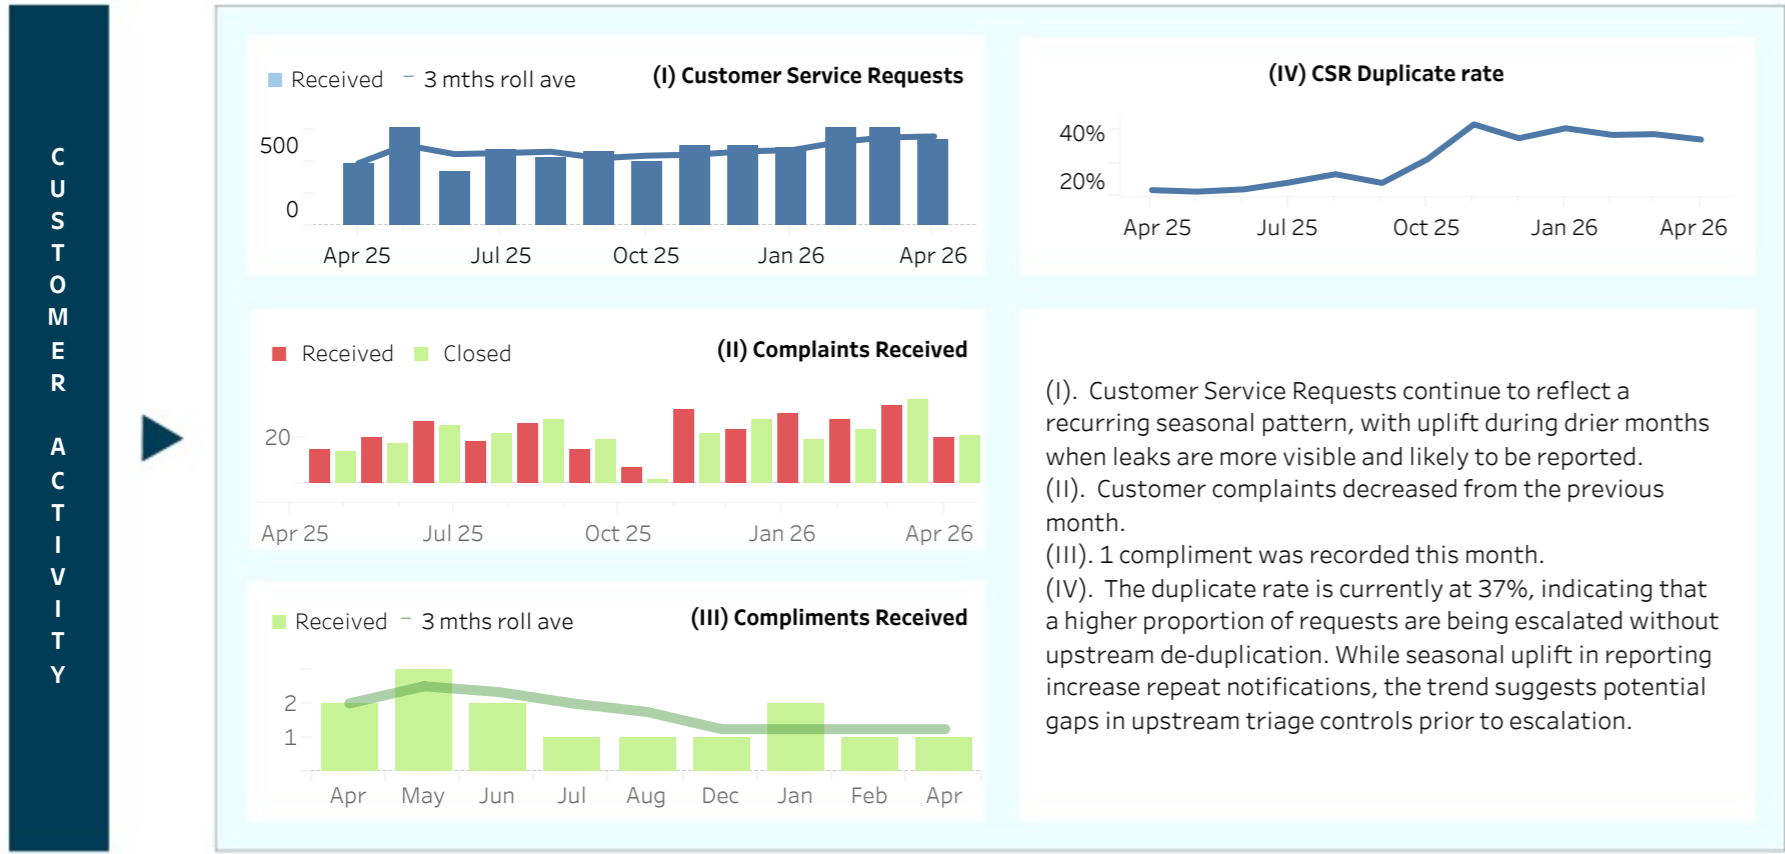 CUSTOMER ACTIVITY
Received 3 mths roll ave
(I) Customer Service Requests
500
0
Apr 25 Jul 25 Oct 25 Jan 26 Apr 26
(IV) CSR Duplicate rate
40%
20%
Apr 25 Jul 25 Oct 25 Jan 26 Apr 26
Received Closed
(II) Complaints Received
20
Apr 25 Jul 25 Oct 25 Jan 26 Apr 26
Received 3 mths roll ave
(III) Compliments Received
2
1
Apr May Jun Jul Aug Dec Jan Feb Apr
(I). Customer Service Requests continue to reflect a
recurring seasonal pattern, with uplift during drier months
when leaks are more visible and likely to be reported.
(II). Customer complaints decreased from the previous
month.
(III). 1 compliment was recorded this month.
(IV). The duplicate rate is currently at 37%, indicating that
a higher proportion of requests are being escalated without
upstream de-duplication. While seasonal uplift in reporting
increase repeat notifications, the trend suggests potential
gaps in upstream triage controls prior to escalation.